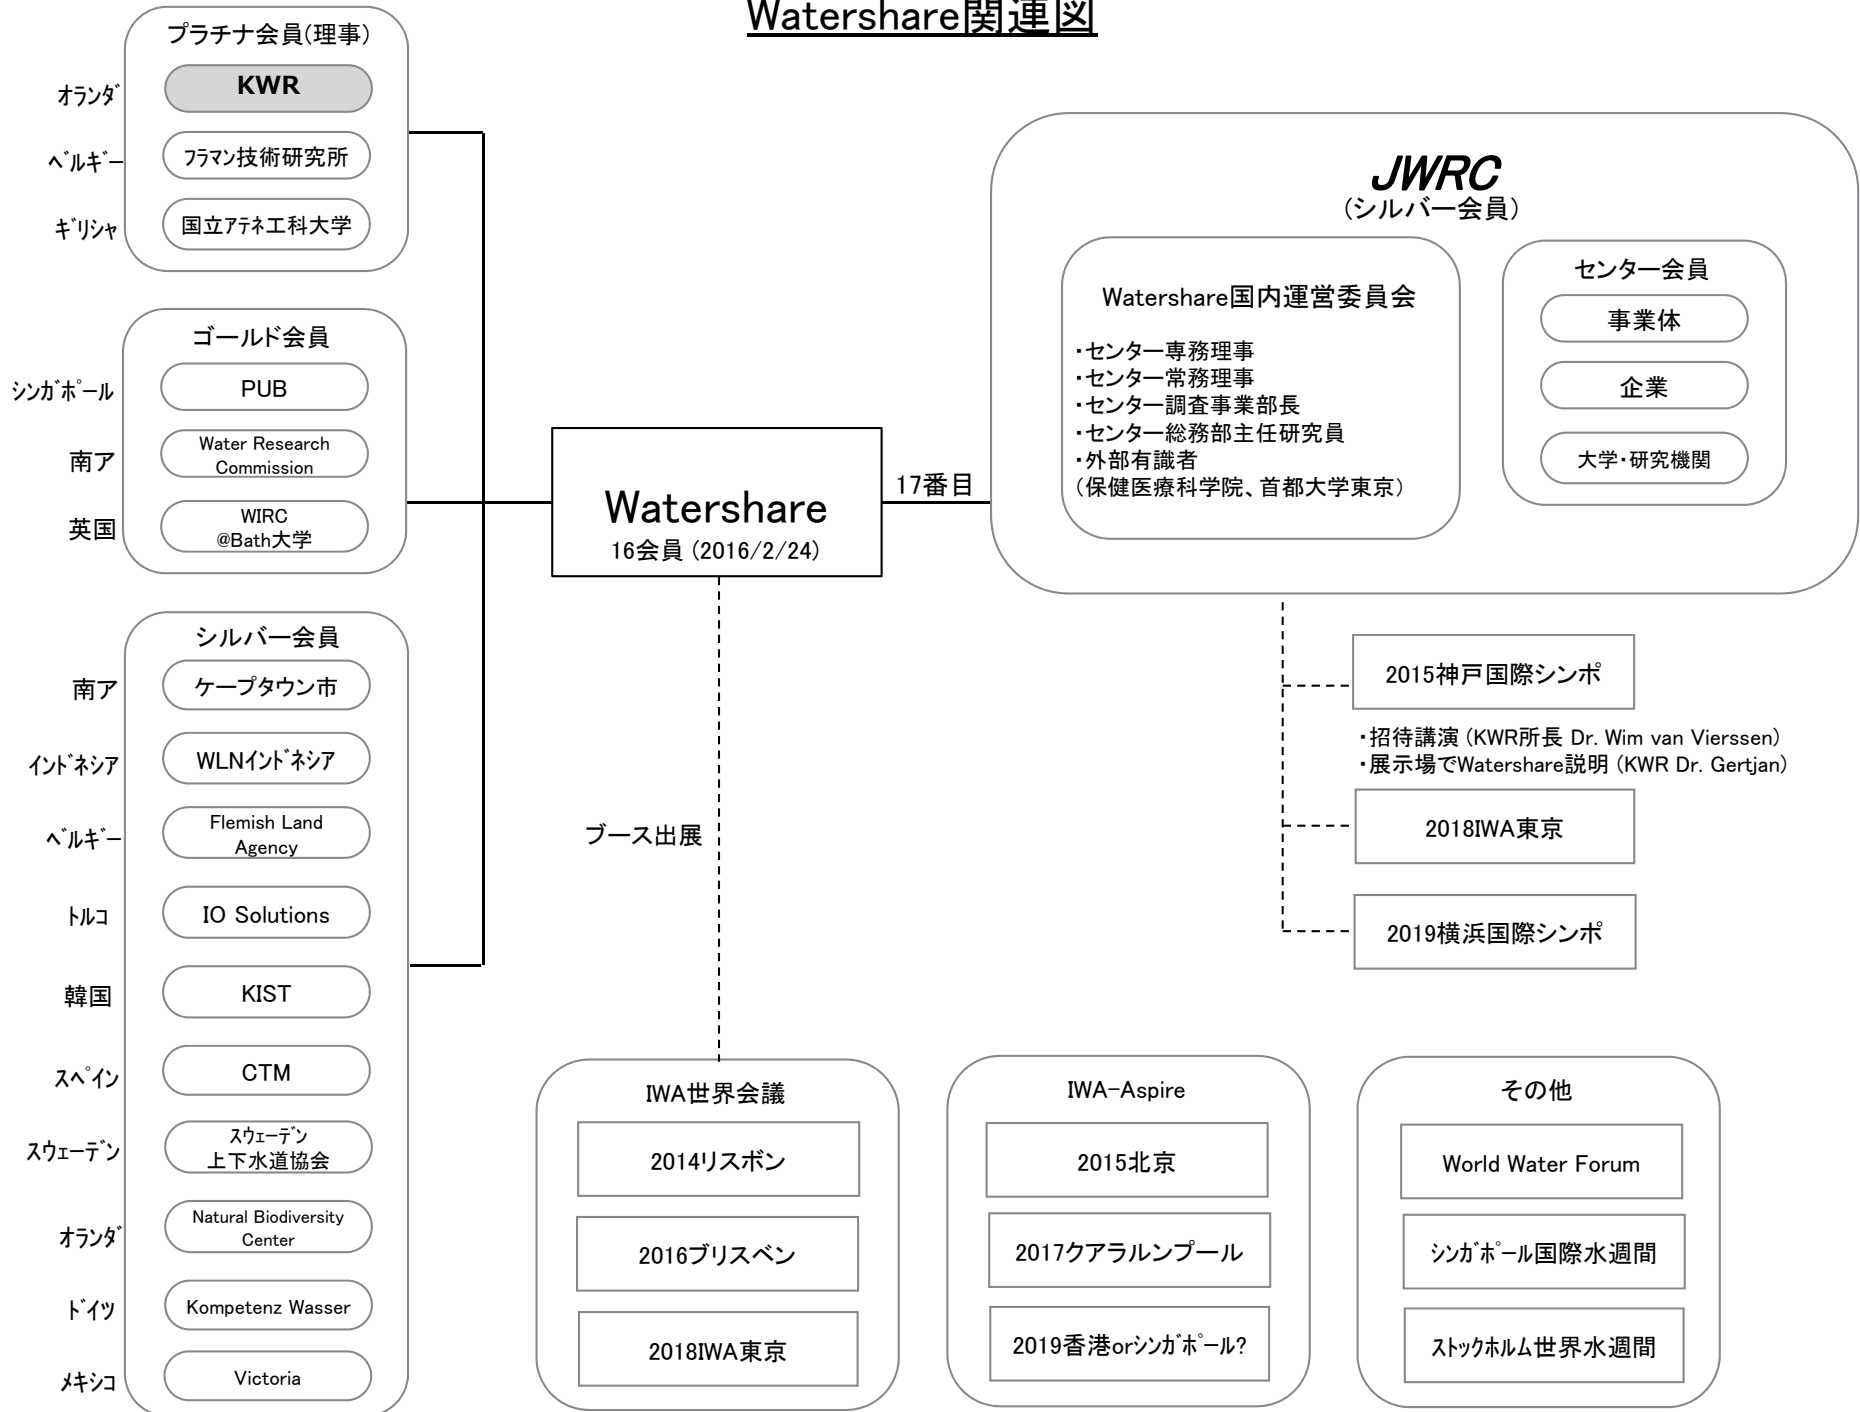 Watershare関連図
プラチナ会員(理事)
オランダ
KWR
ベルギー
フラマン技術研究所
ギリシャ
国立アテネ工科大学
ゴールド会員
シンガポール
PUB
南ア
Water Research
Commission
英国
WIRC
@Bath大学
シルバー会員
南ア
ケープタウン市
インドネシア
WLNインドネシア
ベルギー
Flemish Land
Agency
トルコ
IO Solutions
韓国
KIST
スペイン
CTM
スウェーデン
スウェーデン
上下水道協会
オランダ
Natural Biodiversity
Center
ドイツ
Kompetenz Wasser
メキシコ
Victoria
Watershare
16会員 (2016/2/24)
17番目
JWRC
(シルバー会員)
Watershare国内運営委員会
・センター専務理事
・センター常務理事
・センター調査事業部長
・センター総務部主任研究員
・外部有識者
(保健医療科学院、首都大学東京)
センター会員
事業体
企業
大学・研究機関
2015神戸国際シンポ
・招待講演 (KWR所長 Dr. Wim van Vierssen)
・展示場でWatershare説明 (KWR Dr. Gertjan)
2018IWA東京
2019横浜国際シンポ
ブース出展
IWA世界会議
2014リスボン
2016ブリスベン
2018IWA東京
IWA-Aspire
2015北京
2017クアラルンプール
2019香港orシンガポール?
その他
World Water Forum
シンガポール国際水週間
ストックホルム世界水週間